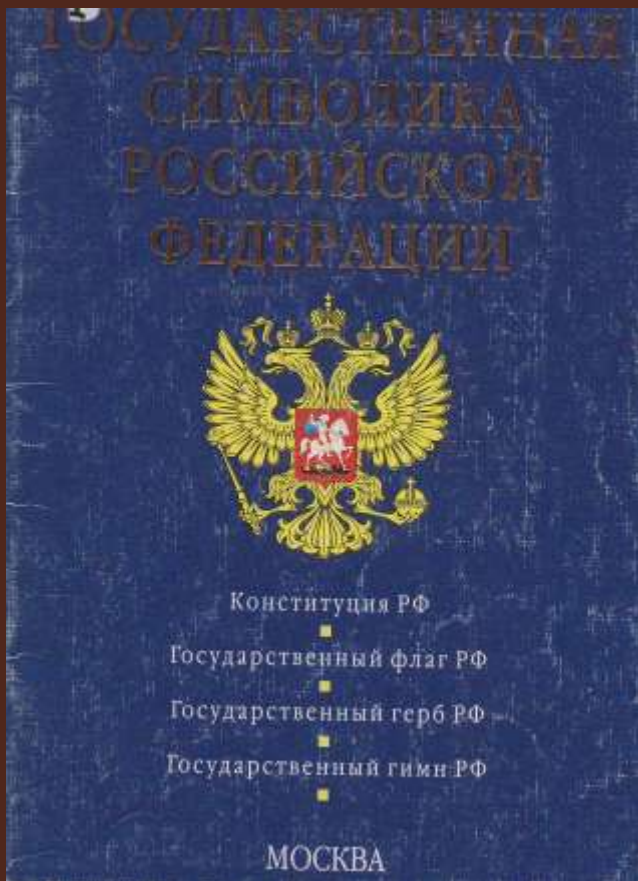 ГОСУДАРСТВЕННАЯ
СИМВОЛИКА
РОССИЙСКОЙ
ФЕДЕРАЦИИ
Конституция РФ
Государственный флаг РФ
Государственный герб РФ
Государственный гимн РФ
МОСКВА